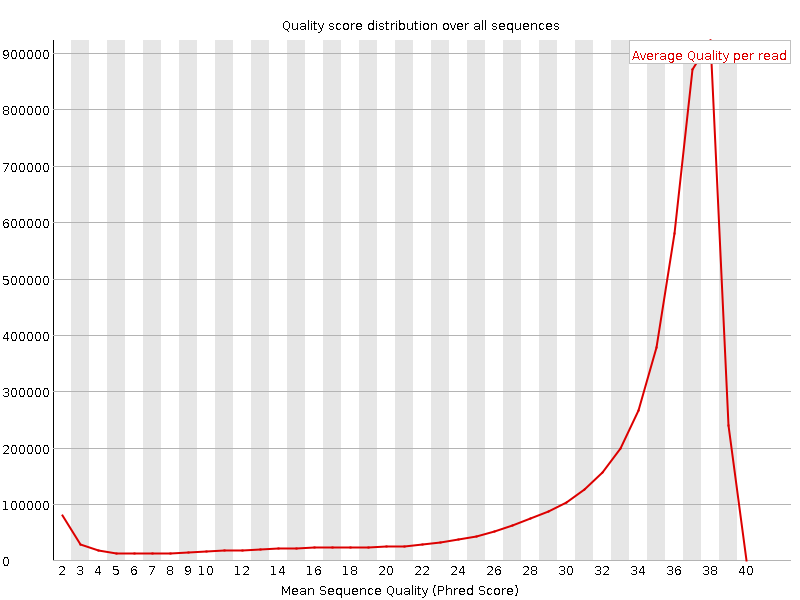 Quality score distribution over all sequences
Average Quality per read
900000
800000
700000
600000
500000
400000
300000
200000
100000
0
2 3 4 5 6 7 8 9 10 12 14 16 18 20 22 24 26 28 30 32 34 36 38 40
Mean Sequence Quality (Phred Score)